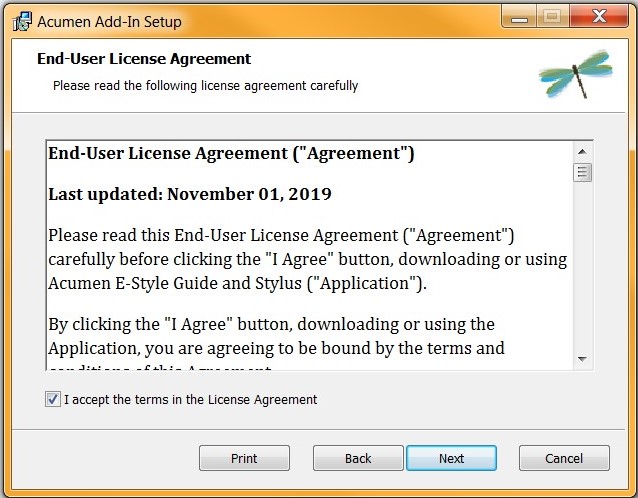 Acumen Add-In Setup
End-User License Agreement
Please read the following license agreement carefully
End-User License Agreement ("Agreement")
Last updated: November 01, 2019
Please read this End-User License Agreement ("Agreement")
carefully before clicking the "I Agree" button, downloading or using
Acumen E-Style Guide and Stylus ("Application").
By clicking the "I Agree" button, downloading or using the
Application, you are agreeing to be bound by the terms and
conditions of this Agreement.
I accept the terms in the License Agreement
Print
Back
Next
Cancel